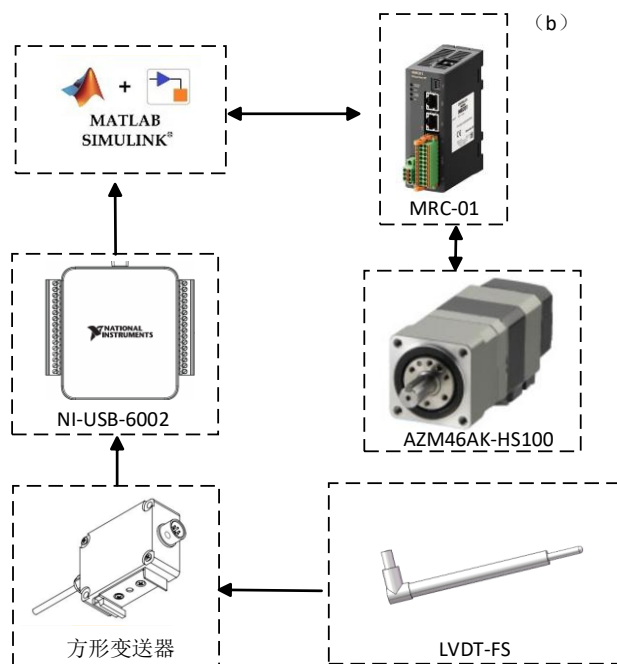 （b）
+
MATLAB
SIMULINK®
MRC-01
NATIONAL
INSTRUMENTS
NI-USB-6002
AZM46AK-HS100
方形变送器
LVDT-FS